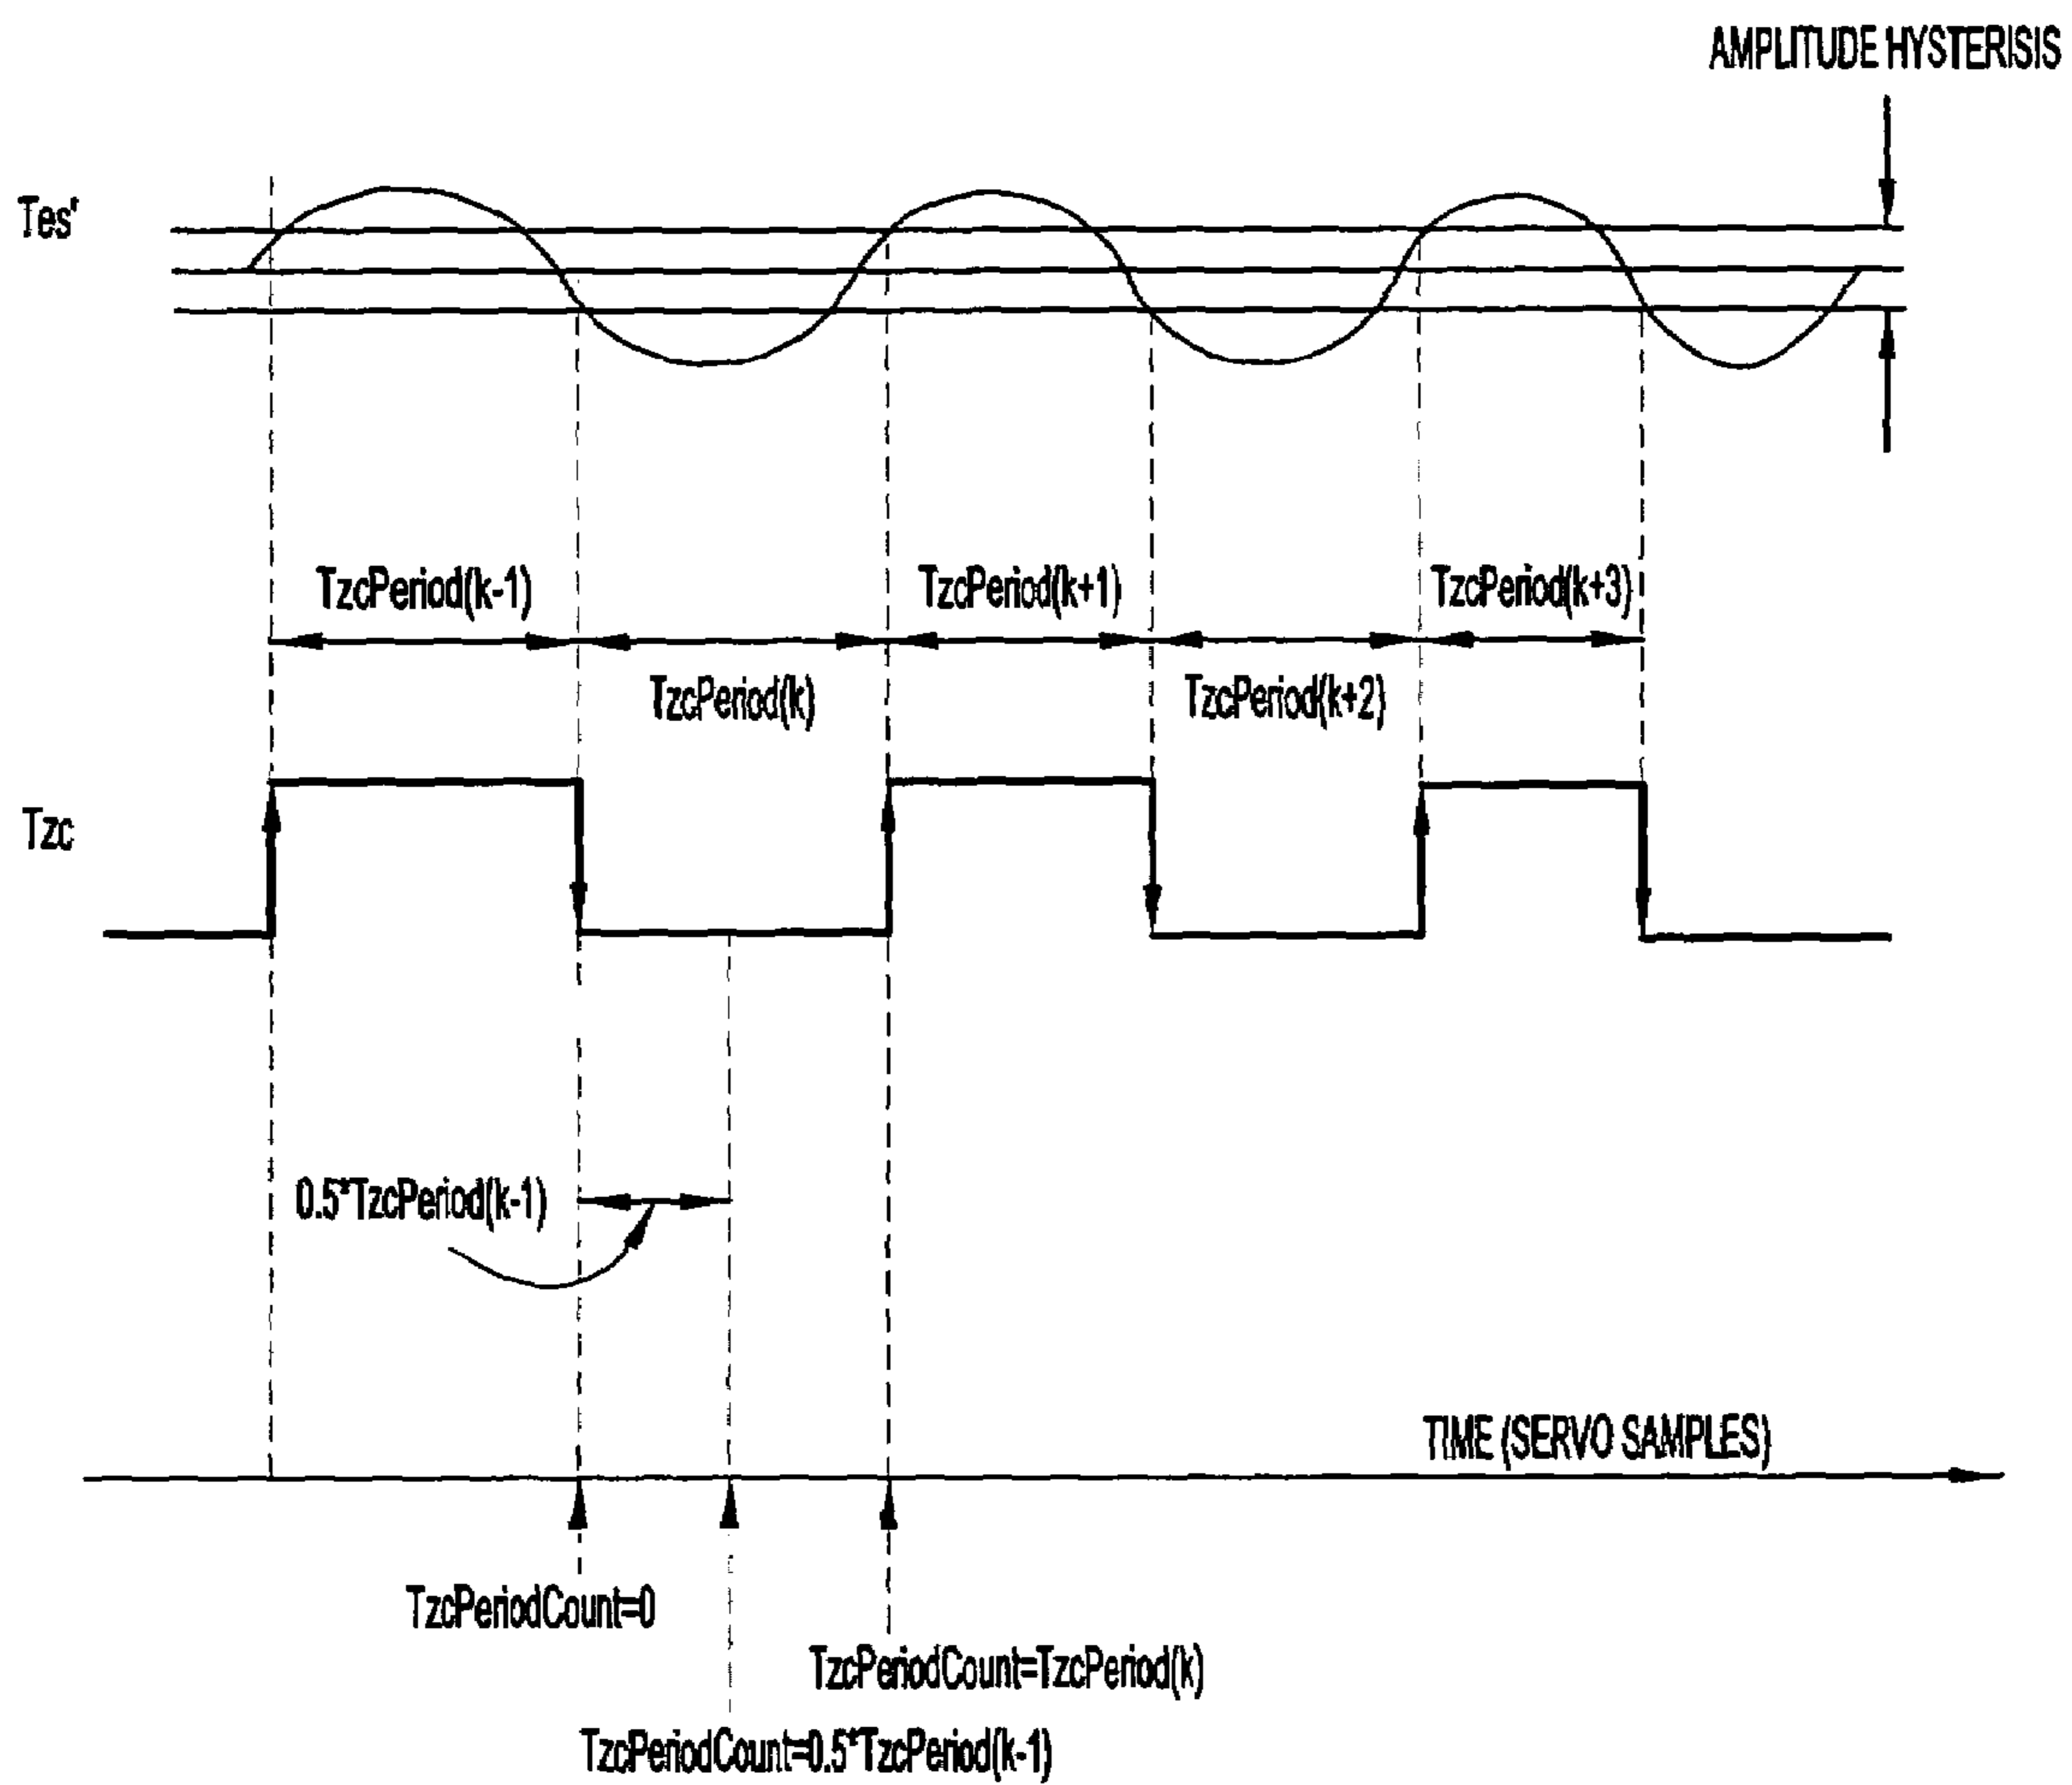 AMPLITUDE HYSTERISIS
Tes'
TzcPeriod(k-1)
TzcPeriod(k+1)
TzcPeriod(k+3)
TzcPeriod(k)
TzcPeriod(k+2)
Tzc
0.5*TzcPeriod(k-1)
TIME (SERVO SAMPLES)
TzcPeriodCount=0
TzcPeriodCount=TzcPeriod(k)
TzcPeriodCount=0.5*TzcPeriod(k-1)